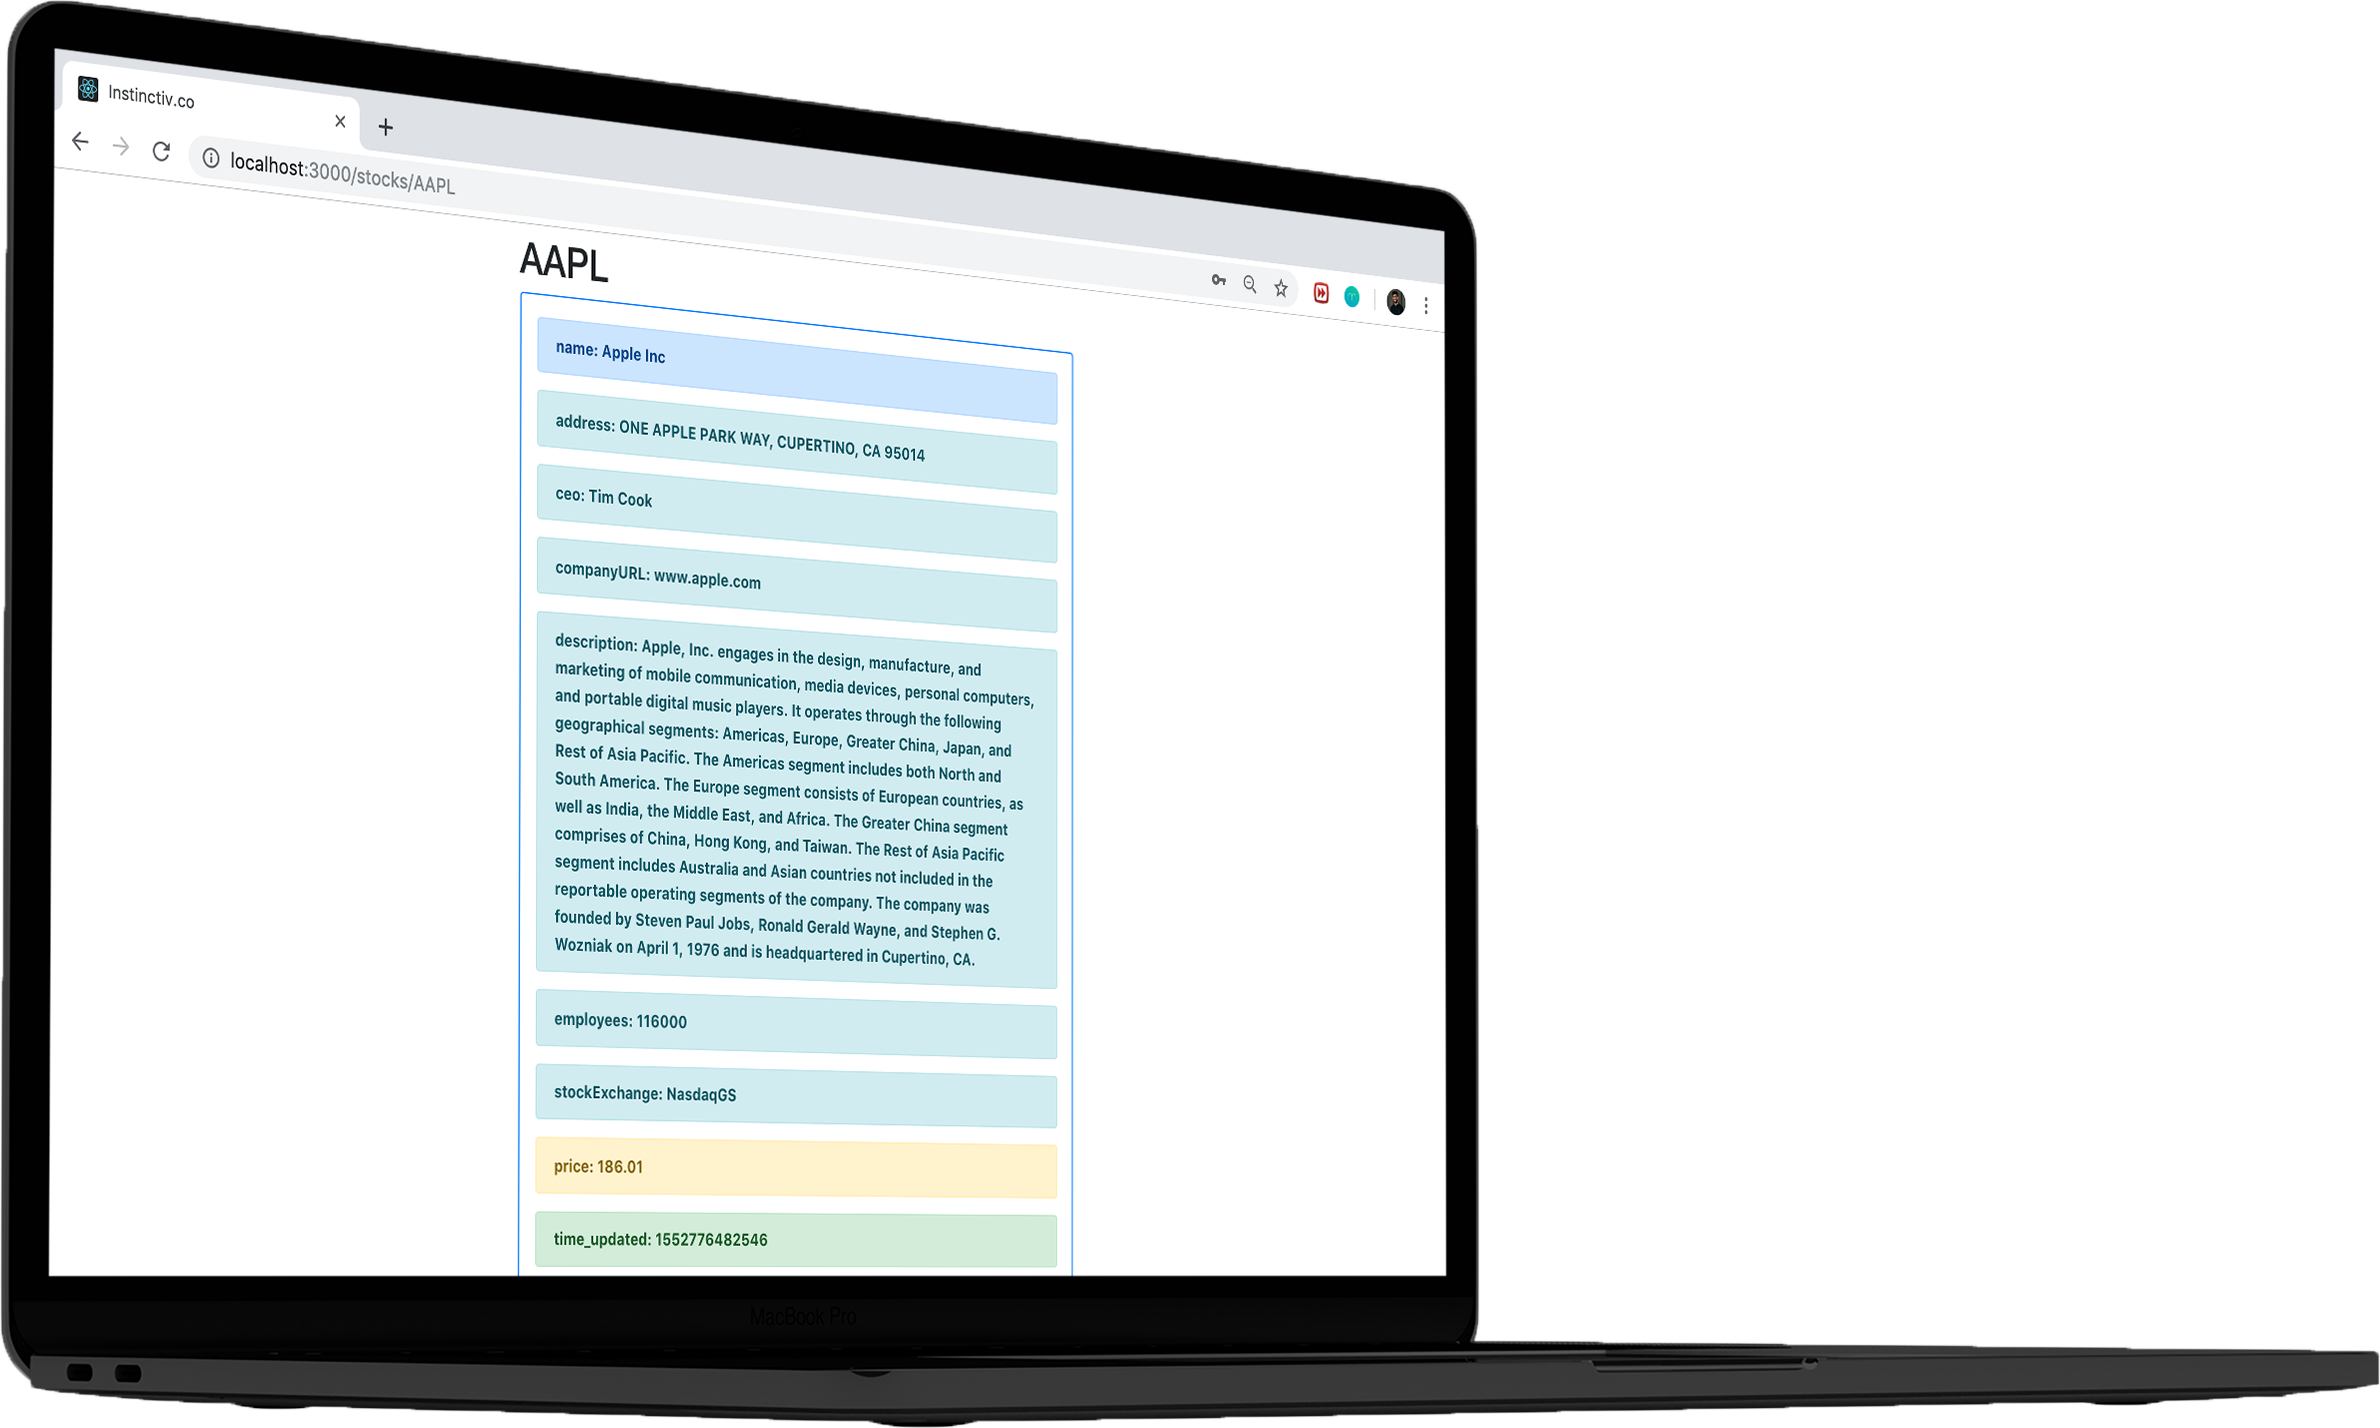 Instinctiv.co
localhost:3000/stocks/AAPL
AAPL
name: Apple Inc
address: ONE APPLE PARK WAY, CUPERTINO, CA 95014
ceo: Tim Cook
companyURL: www.apple.com
description: Apple, Inc. engages in the design, manufacture, and
marketing of mobile communication, media devices, personal computers,
and portable digital music players. It operates through the following
geographical segments: Americas, Europe, Greater China, Japan, and
Rest of Asia Pacific. The Americas segment includes both North and
South America. The Europe segment consists of European countries, as
well as India, the Middle East, and Africa. The Greater China segment
comprises of China, Hong Kong, and Taiwan. The Rest of Asia Pacific
segment includes Australia and Asian countries not included in the
reportable operating segments of the company. The company was
founded by Steven Paul Jobs, Ronald Gerald Wayne, and Stephen G.
Wozniak on April 1, 1976 and is headquartered in Cupertino, CA.
employees: 116000
stockExchange: NasdaqGS
price: 186.01
time_updated: 1552776482546
MacBook Pro